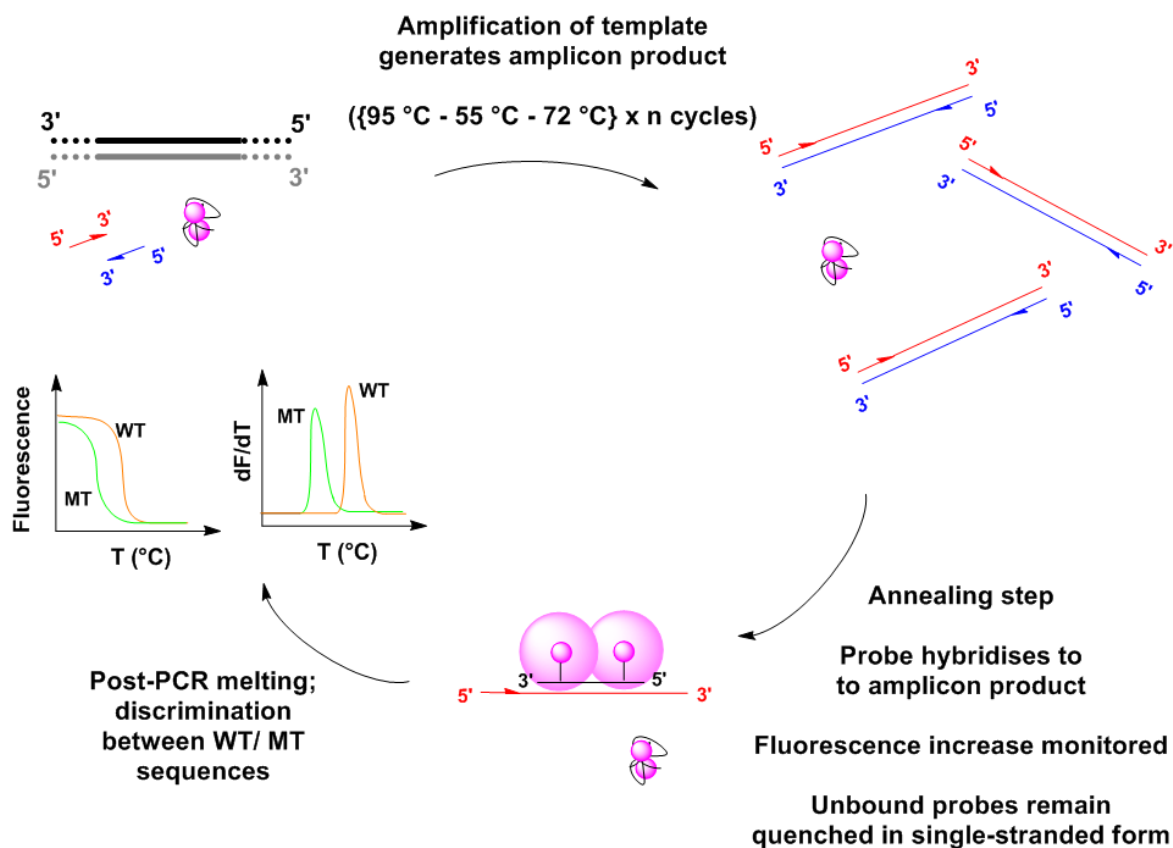 Amplification of template
generates amplicon product
({95 °C - 55 °C - 72 °C} x n cycles)
3' 5'
5' 3'
5' 3'
3' 5'
5' 3'
3' 5'
5' 3'
3' 5'
5' 3'
3' 5'
Fluorescence
WT
MT
T (°C)
dF/dT
MT
WT
T (°C)
Annealing step
Probe hybridises to
to amplicon product
Fluorescence increase monitored
Unbound probes remain
quenched in single-stranded form
3' 5'
5' 3'
Post-PCR melting;
discrimination
between WT/ MT
sequences